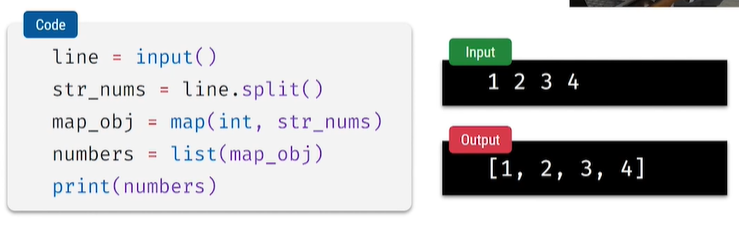 Code
line = input()
str_nums = line.split()
map_obj = map(int, str_nums)
numbers = list(map_obj)
print(numbers)
Input
1 2 3 4
Output
[1, 2, 3, 4]